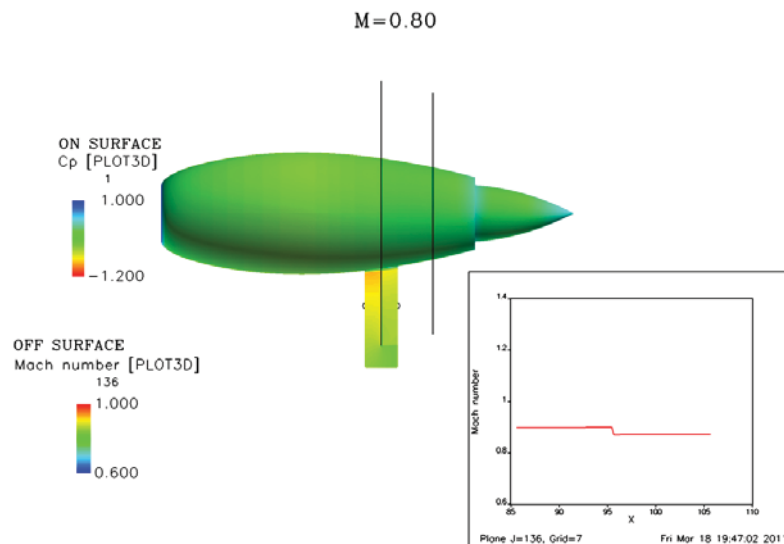 M=0.80
ON SURFACE
Cp [PLOT3D]
1
1.000
-1.200
OFF SURFACE
Mach number [PLOT3D]
136
1.000
0.600
1.4
1.2
1
0.8
0.6
Mach number
85 90 95 100 105 110
X
Plane J=136, Grid=7 Fri Mar 18 19:47:02 201